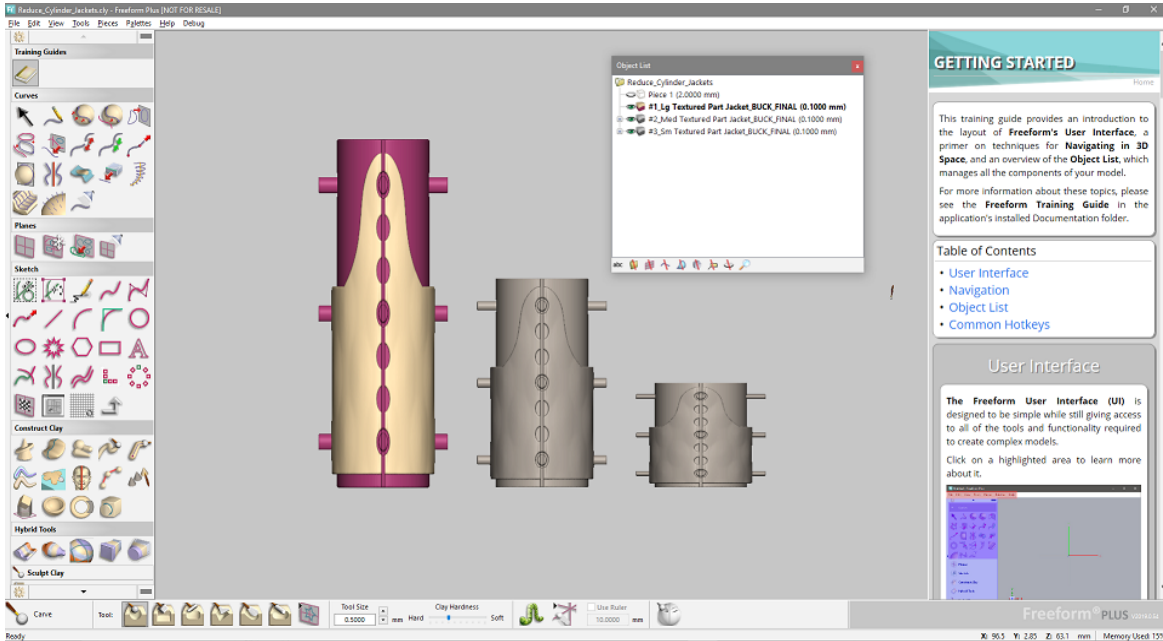 Reduce_Cylinder_Jackets.cly - Freeform Plus [NOT FOR RESALE]
File Edit View Tools Pieces Palettes Help Debug
Training Guides
Curves
Planes
Sketch
Construct Clay
Hybrid Tools
Sculpt Clay
Object List
Reduce_Cylinder_Jackets
Piece 1 (2.0000 mm)
#1_Lg Textured Part Jacket_BUCK_FINAL (0.1000 mm)
#2_Med Textured Part Jacket_BUCK_FINAL (0.1000 mm)
#3_Sm Textured Part Jacket_BUCK_FINAL (0.1000 mm)
abc
GETTING STARTED
Home
This training guide provides an introduction to
the layout of Freeform's User Interface, a
primer on techniques for Navigating in 3D
Space, and an overview of the Object List, which
manages all the components of your model.
For more information about these topics, please
see the Freeform Training Guide in the
application's installed Documentation folder.
Table of Contents
• User Interface
• Navigation
• Object List
• Common Hotkeys
User Interface
The Freeform User Interface (UI) is
designed to be simple while still giving access
to all of the tools and functionality required
to create complex models.
Click on a highlighted area to learn more
about it.
Carve
Tool:
Tool Size
0.5000 mm
Clay Hardness
Hard Soft
Use Ruler
10.0000 mm
Freeform® PLUS
Ready
X: 96.5 Y: 2.85 Z: 63.1 mm Memory Used 15%